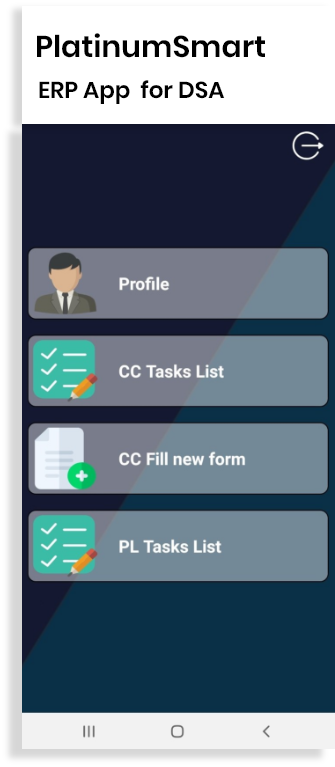 PlatinumSmart
ERP App for DSA
Profile
CC Tasks List
CC Fill new form
PL Tasks List